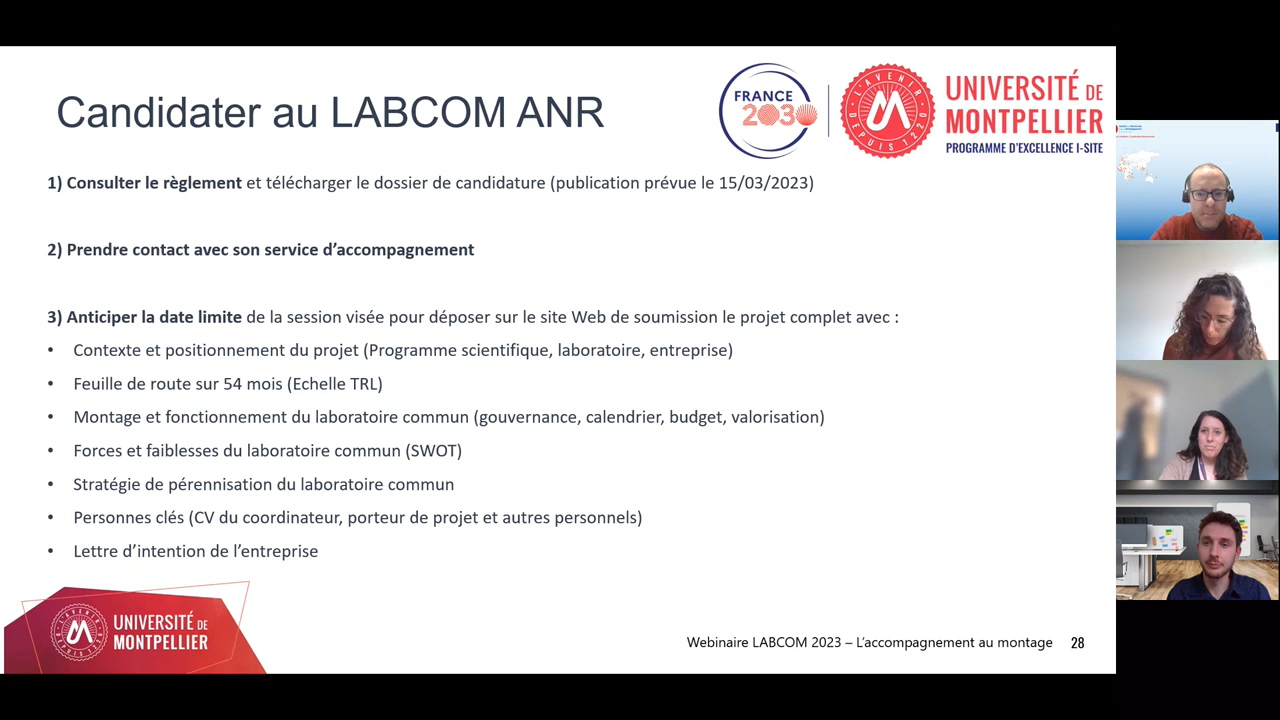 Candidater au LABCOM ANR
FRANCE
2030
L'AVENIR
DEPUIS 1220
UNIVERSITÉ DE
MONTPELLIER
PROGRAMME D'EXCELLENCE I-SITE
1) Consulter le règlement et télécharger le dossier de candidature (publication prévue le 15/03/2023)
2) Prendre contact avec son service d’accompagnement
3) Anticiper la date limite de la session visée pour déposer sur le site Web de soumission le projet complet avec :
• Contexte et positionnement du projet (Programme scientifique, laboratoire, entreprise)
• Feuille de route sur 54 mois (Echelle TRL)
• Montage et fonctionnement du laboratoire commun (gouvernance, calendrier, budget, valorisation)
• Forces et faiblesses du laboratoire commun (SWOT)
• Stratégie de pérennisation du laboratoire commun
• Personnes clés (CV du coordinateur, porteur de projet et autres personnels)
• Lettre d’intention de l’entreprise
UNIVERSITÉ DE
MONTPELLIER
Webinaire LABCOM 2023 – L’accompagnement au montage 28